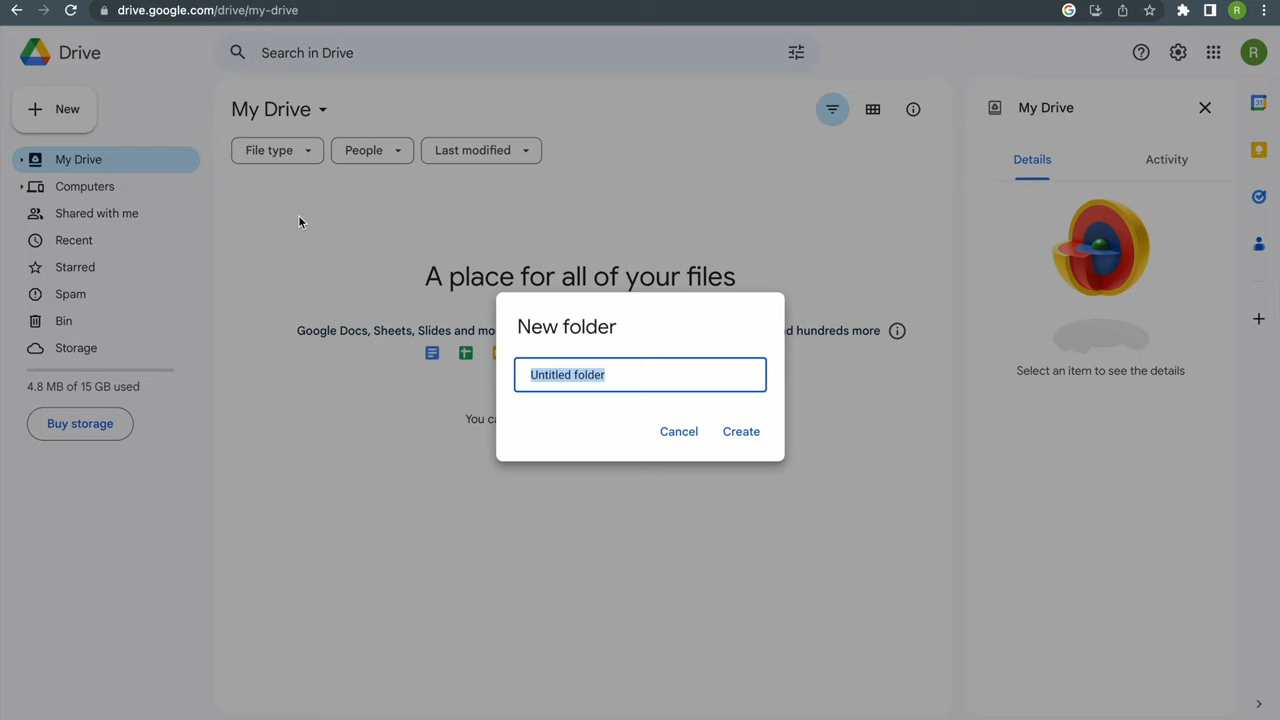 drive.google.com/drive/my-drive
R
Drive
Search in Drive
R
New
My Drive
Computers
Shared with me
Recent
Starred
Spam
Bin
Storage
4.8 MB of 15 GB used
Buy storage
My Drive
File type
People
Last modified
A place for all of your files
Google Docs, Sheets, Slides and mo
d hundreds more
You ca
New folder
Untitled folder
Cancel
Create
My Drive
Details
Activity
Select an item to see the details
31